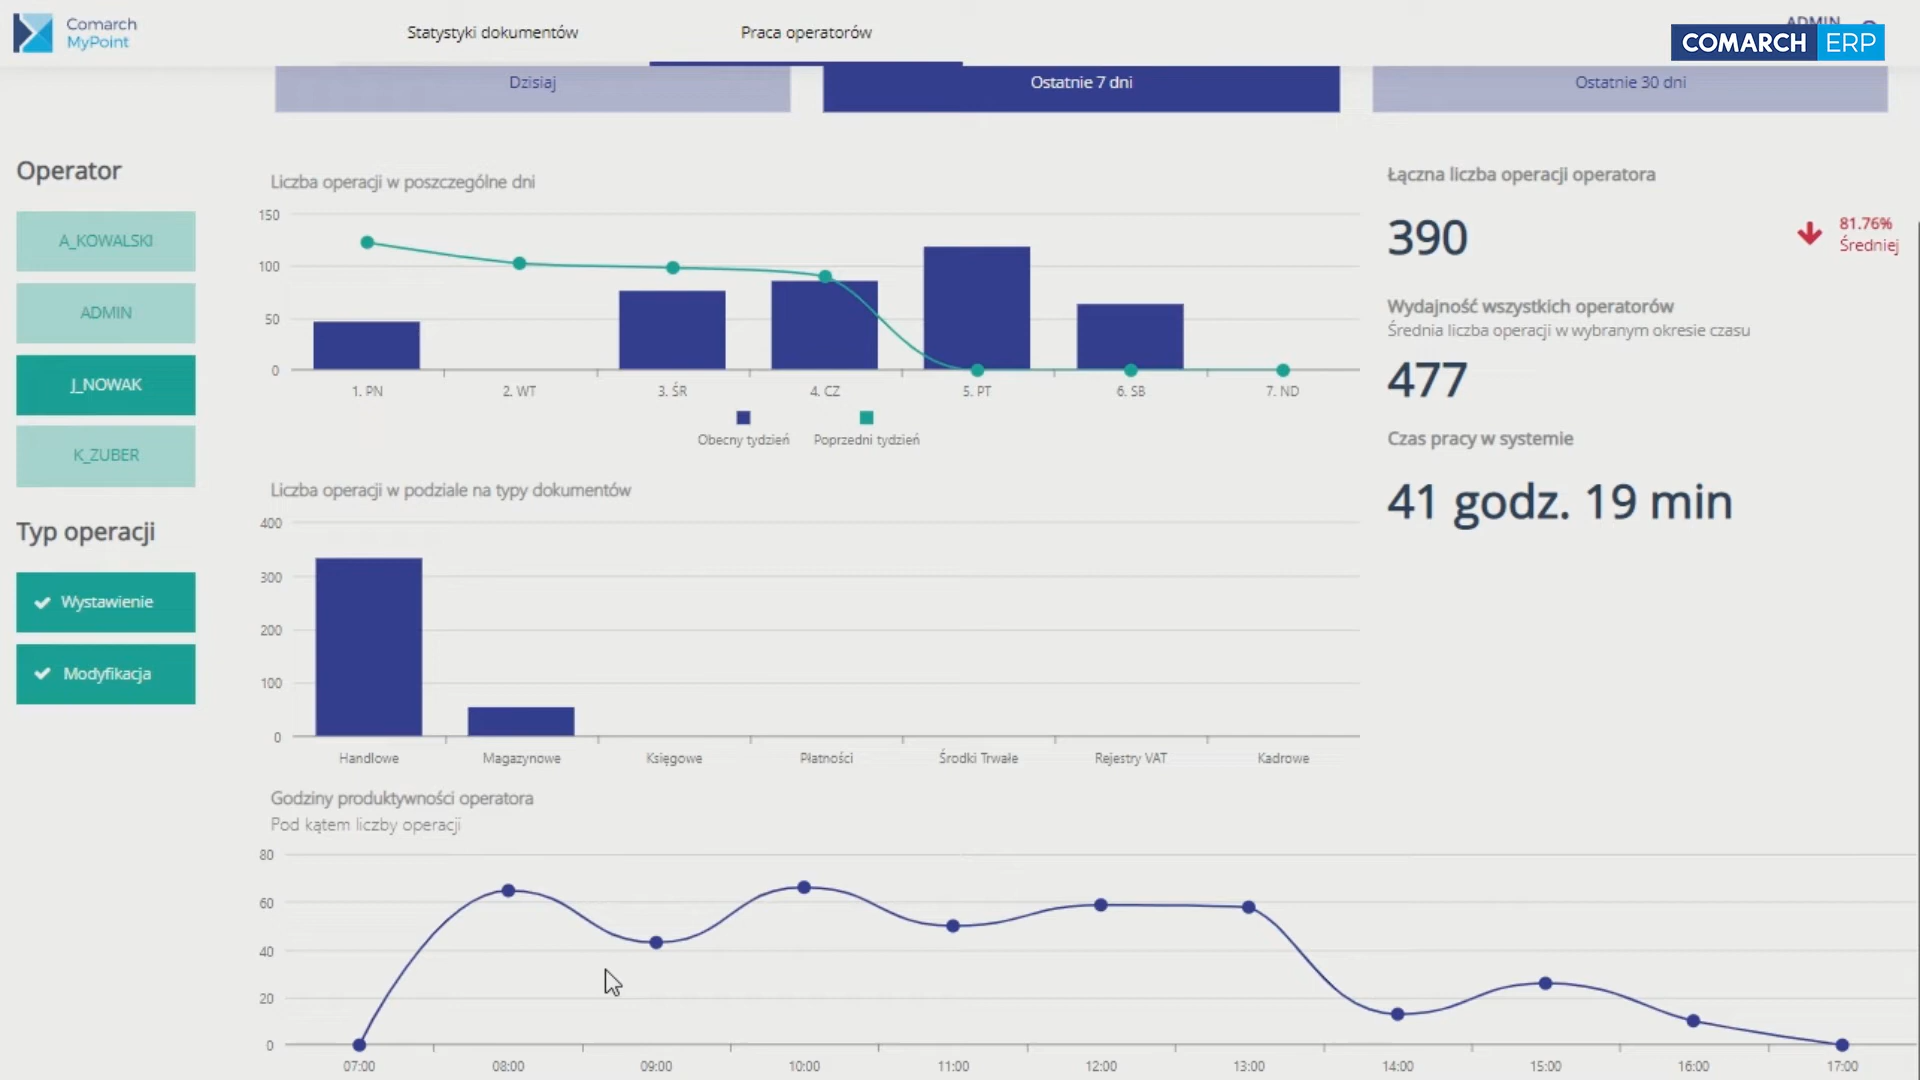 Comarch
MyPoint
Statystyki dokumentów
Praca operatorów
ADMIN
COMARCH ERP
Dzisiaj
Ostatnie 7 dni
Ostatnie 30 dni
Operator
A_KOWALSKI
ADMIN
J_NOWAK
K_ZUBER
Typ operacji
Wystawienie
Modyfikacja
Liczba operacji w poszczególne dni
150
100
50
0
1. PN
2. WT
3. ŚR
4. CZ
5. PT
6. SB
7. ND
Obecny tydzień
Poprzedni tydzień
Liczba operacji w podziale na typy dokumentów
400
300
200
100
0
Handlowe
Magazynowe
Księgowe
Płatności
Środki Trwałe
Rejestry VAT
Kadrowe
Godziny produktywności operatora
Pod kątem liczby operacji
80
60
40
20
0
07:00
08:00
09:00
10:00
11:00
12:00
13:00
14:00
15:00
16:00
17:00
Łączna liczba operacji operatora
390
81.76%
Średniej
Wydajność wszystkich operatorów
Średnia liczba operacji w wybranym okresie czasu
477
Czas pracy w systemie
41 godz. 19 min